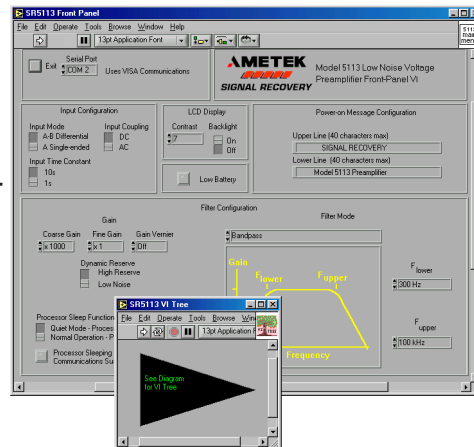 SR5113 Front Panel
File Edit Operate Tools Browse Window Help
13pt Application Font
Exit
Serial Port
COM 2
Uses VISA Communications
AMETEK
SIGNAL RECOVERY
Model 5113 Low Noise Voltage
Preamplifier Front-Panel VI
Input Configuration
Input Mode
A-B Differential
A Single-ended
Input Coupling
DC
AC
Input Time Constant
10s
1s
LCD Display
Contrast
7
Backlight
On
Off
Low Battery
Power-on Message Configuration
Upper Line (40 characters max)
SIGNAL RECOVERY
Lower Line (40 characters max)
Model 5113 Preamplifier
Filter Configuration
Gain
Coarse Gain Fine Gain Gain Vernier
x 1000 x 1 Off
Dynamic Reserve
High Reserve
Low Noise
Filter Mode
Bandpass
Gain
F lower
F upper
Frequency
F lower
300 Hz
F upper
100 kHz
Processor Sleep Function
Quiet Mode - Proces
Normal Operation - P
Processor Sleeping
Communications Su
SR5113 VI Tree
File Edit Operate Tools Browse Win
13pt Application F
See Diagram
for VI Tree